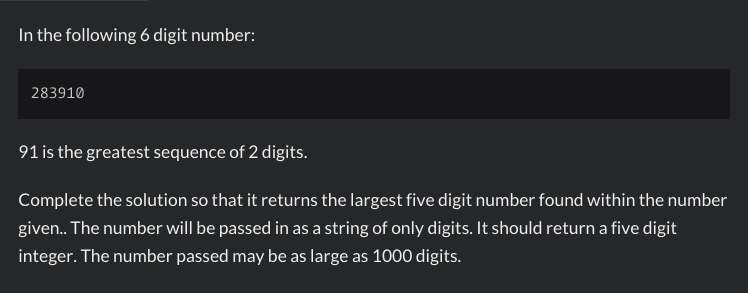 In the following 6 digit number:
283910
91 is the greatest sequence of 2 digits.
Complete the solution so that it returns the largest five digit number found within the number
given.. The number will be passed in as a string of only digits. It should return a five digit
integer. The number passed may be as large as 1000 digits.